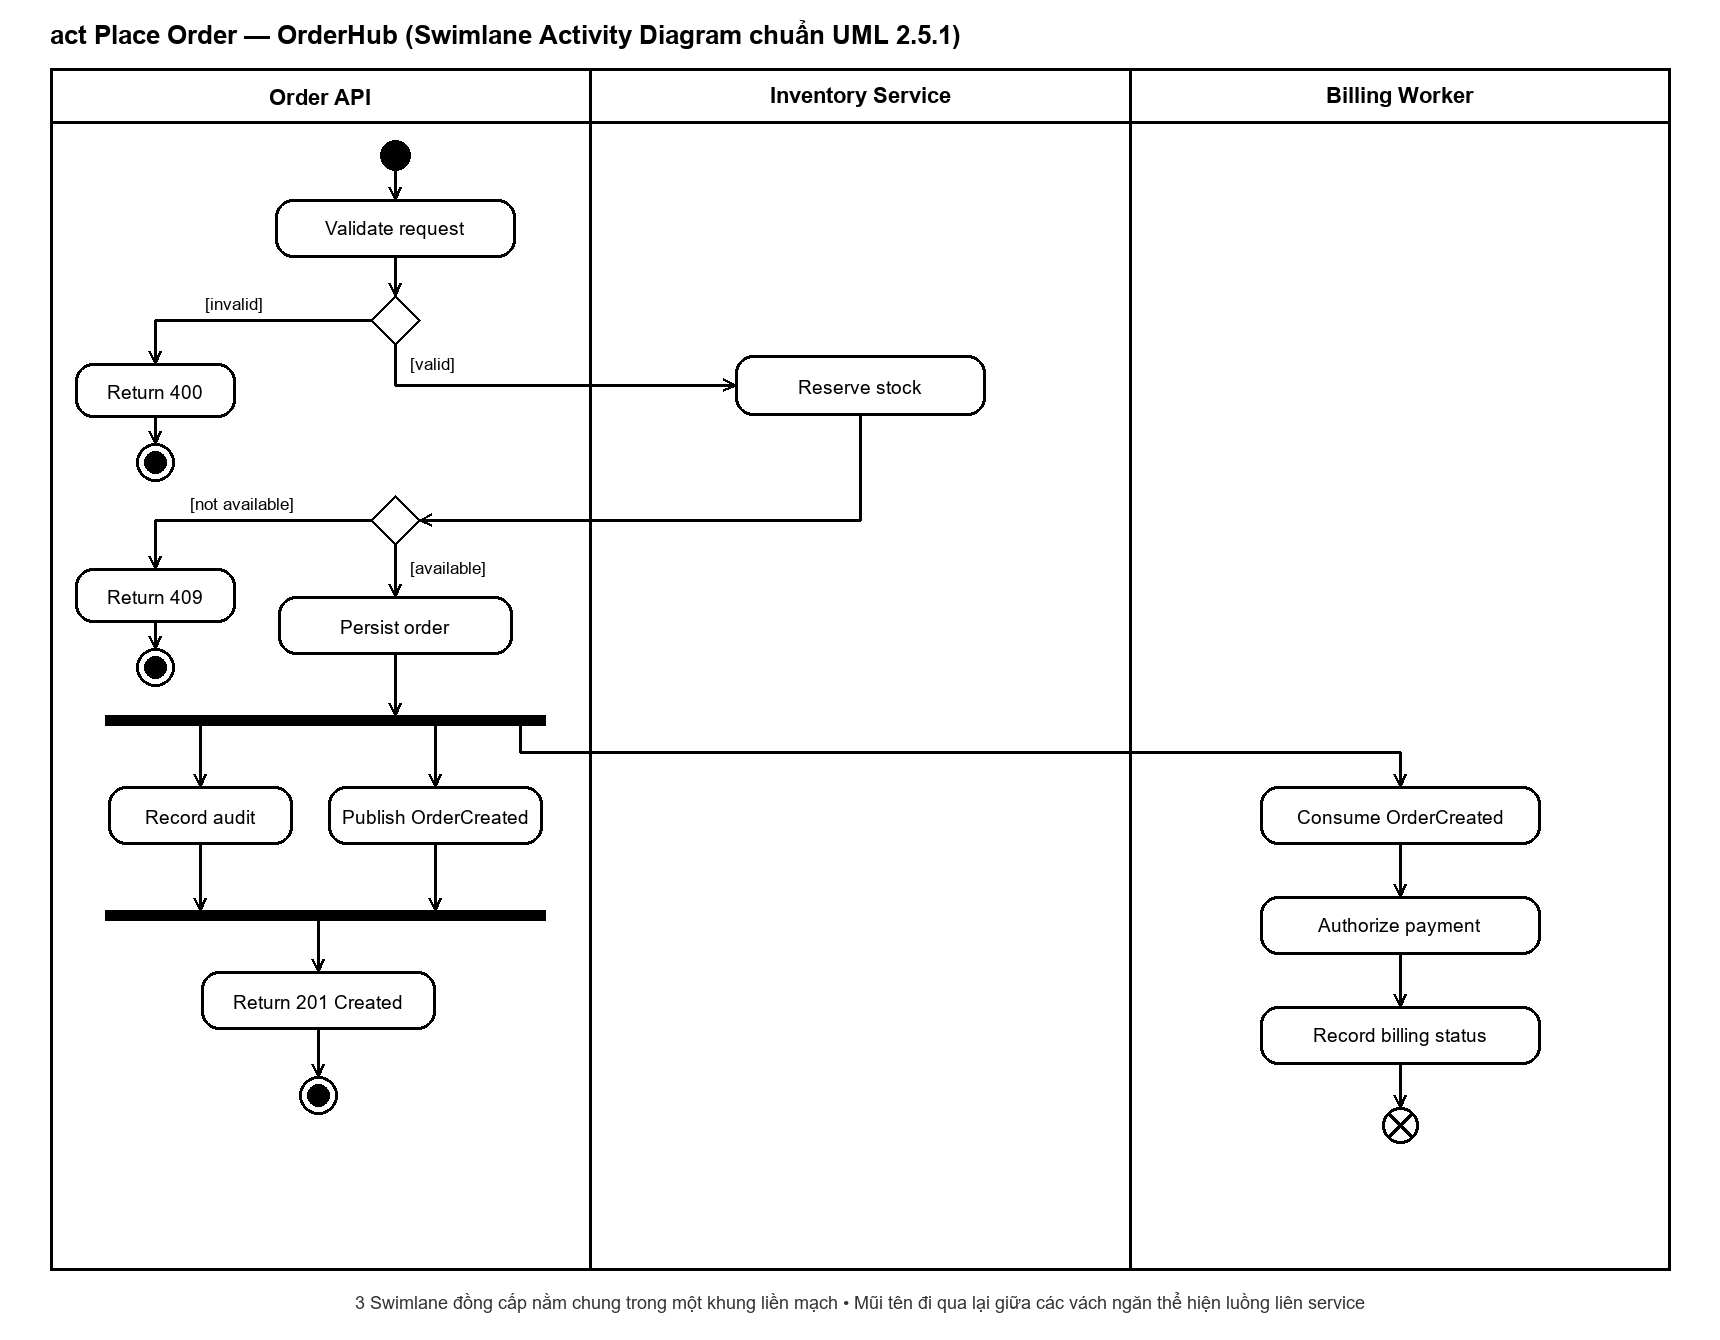 act Place Order — OrderHub (Swimlane Activity Diagram chuẩn UML 2.5.1)
Order API
Inventory Service
Billing Worker
Validate request
[invalid]
[valid]
Return 400
Reserve stock
[not available]
[available]
Return 409
Persist order
Record audit
Publish OrderCreated
Consume OrderCreated
Authorize payment
Return 201 Created
Record billing status
3 Swimlane đồng cấp nằm chung trong một khung liền mạch • Mũi tên đi qua lại giữa các vách ngăn thể hiện luồng liên service